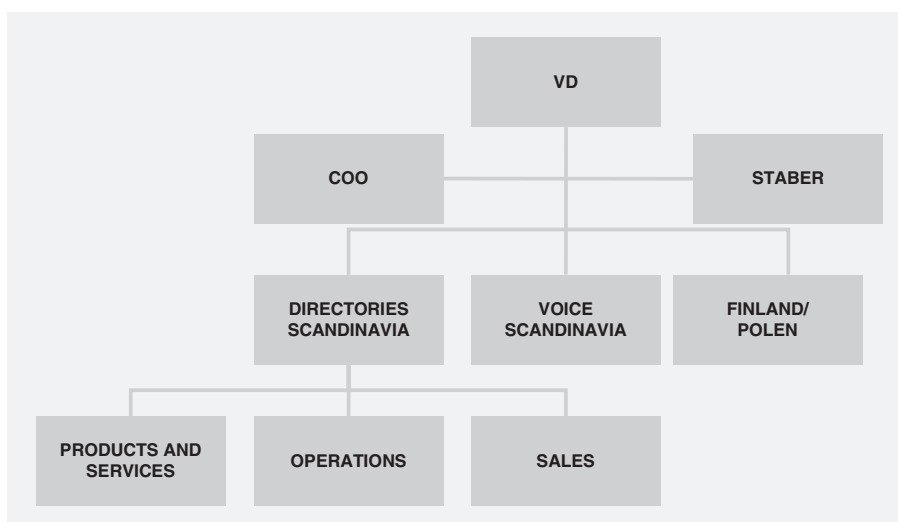 VD
COO
STABER
DIRECTORIES
SCANDINAVIA
VOICE
SCANDINAVIA
FINLAND/
POLEN
PRODUCTS AND
SERVICES
OPERATIONS
SALES